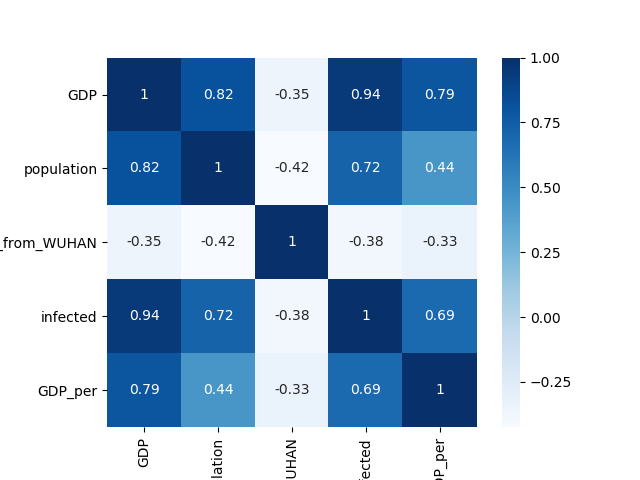 GDP 1 0.82 -0.35 0.94 0.79
population 0.82 1 -0.42 0.72 0.44
_from_WUHAN -0.35 -0.42 1 -0.38 -0.33
infected 0.94 0.72 -0.38 1 0.69
GDP_per 0.79 0.44 -0.33 0.69 1
GDP
lation
UHAN
fected
DP_per
1.00
0.75
0.50
0.25
0.00
−0.25